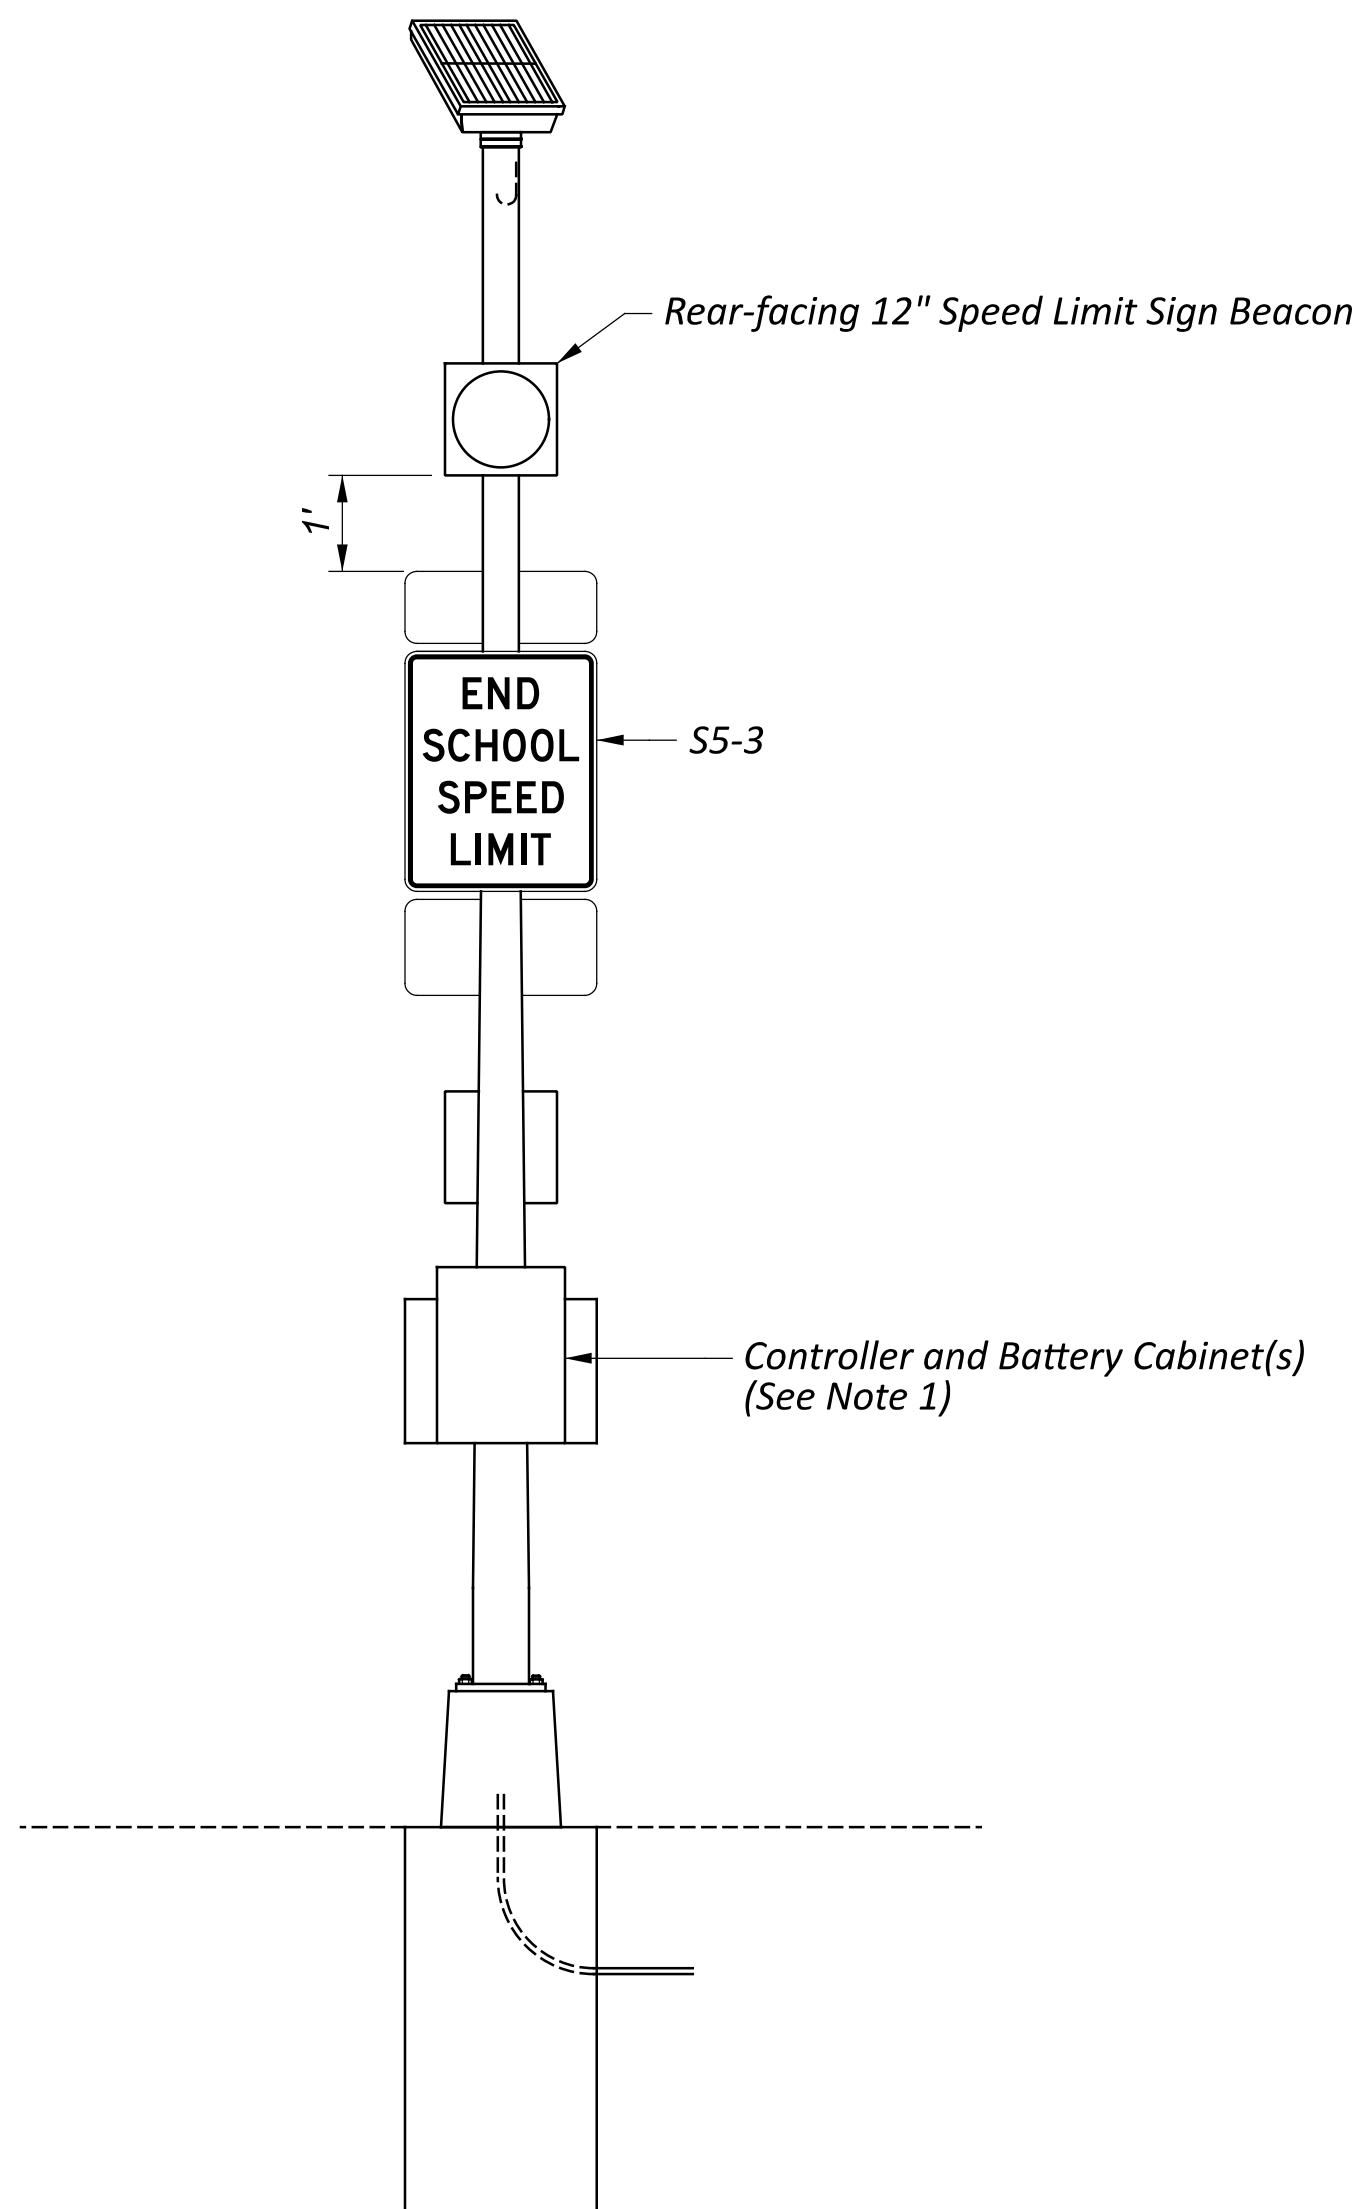 Rear-facing 12" Speed Limit Sign Beacon
1'
END
SCHOOL
SPEED
LIMIT
S5-3
Controller and Battery Cabinet(s)
(See Note 1)